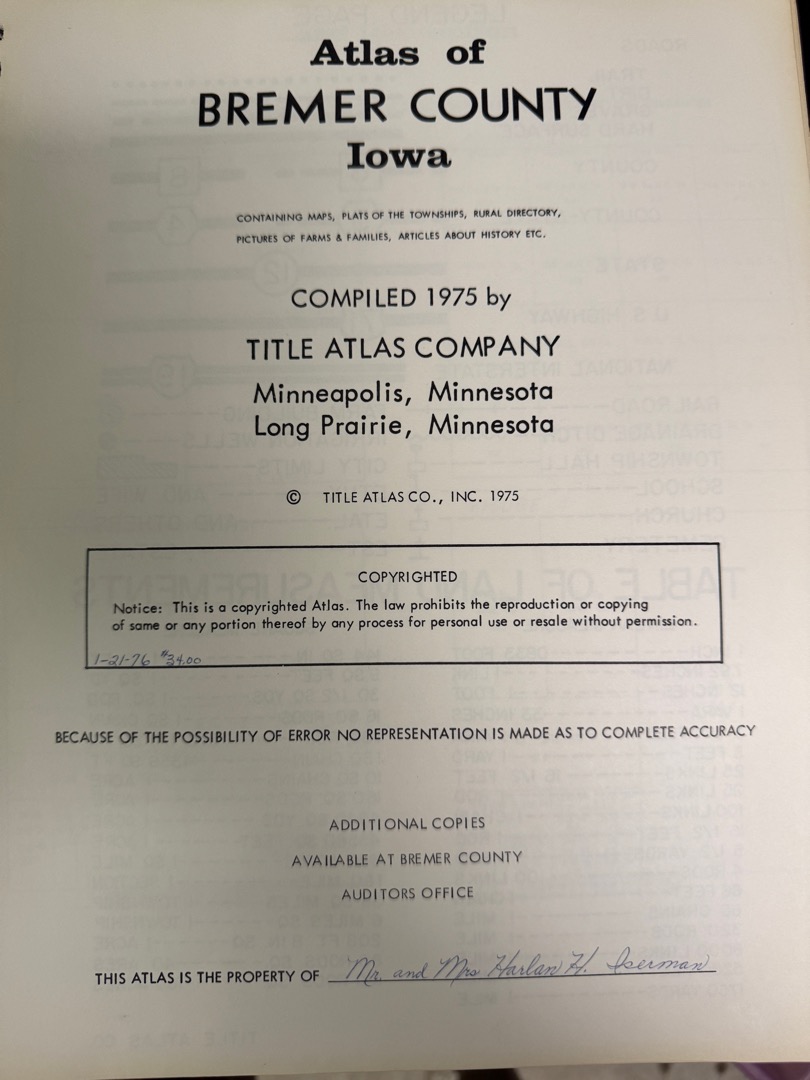 Atlas of
BREMER COUNTY
Iowa
CONTAINING MAPS, PLATS OF THE TOWNSHIPS, RURAL DIRECTORY,
PICTURES OF FARMS & FAMILIES, ARTICLES ABOUT HISTORY ETC.
COMPILED 1975 by
TITLE ATLAS COMPANY
Minneapolis, Minnesota
Long Prairie, Minnesota
© TITLE ATLAS CO., INC. 1975
COPYRIGHTED
Notice: This is a copyrighted Atlas. The law prohibits the reproduction or copying
of same or any portion thereof by any process for personal use or resale without permission.
1-21-76 #34.00
BECAUSE OF THE POSSIBILITY OF ERROR NO REPRESENTATION IS MADE AS TO COMPLETE ACCURACY
ADDITIONAL COPIES
AVAILABLE AT BREMER COUNTY
AUDITORS OFFICE
THIS ATLAS IS THE PROPERTY OF Mr. and Mrs Harlan H. Iserman